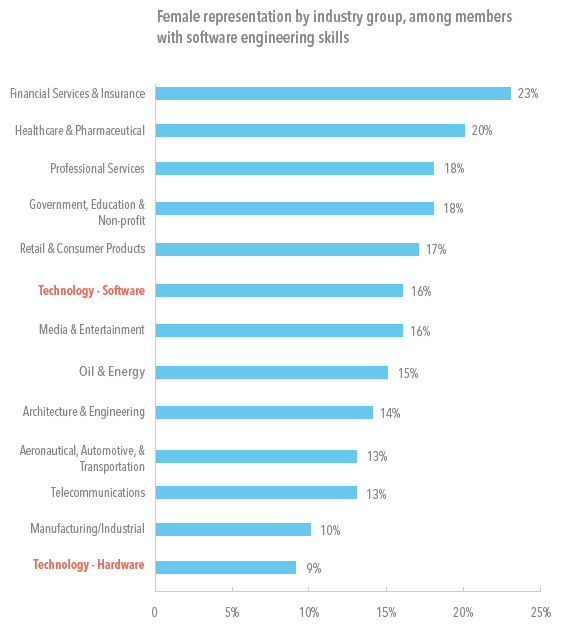 Female representation by industry group, among members
with software engineering skills
Financial Services & Insurance 23%
Healthcare & Pharmaceutical 20%
Professional Services 18%
Government, Education &
Non-profit 18%
Retail & Consumer Products 17%
Technology - Software 16%
Media & Entertainment 16%
Oil & Energy 15%
Architecture & Engineering 14%
Aeronautical, Automotive, &
Transportation 13%
Telecommunications 13%
Manufacturing/Industrial 10%
Technology - Hardware 9%
0 5% 10% 15% 20% 25%